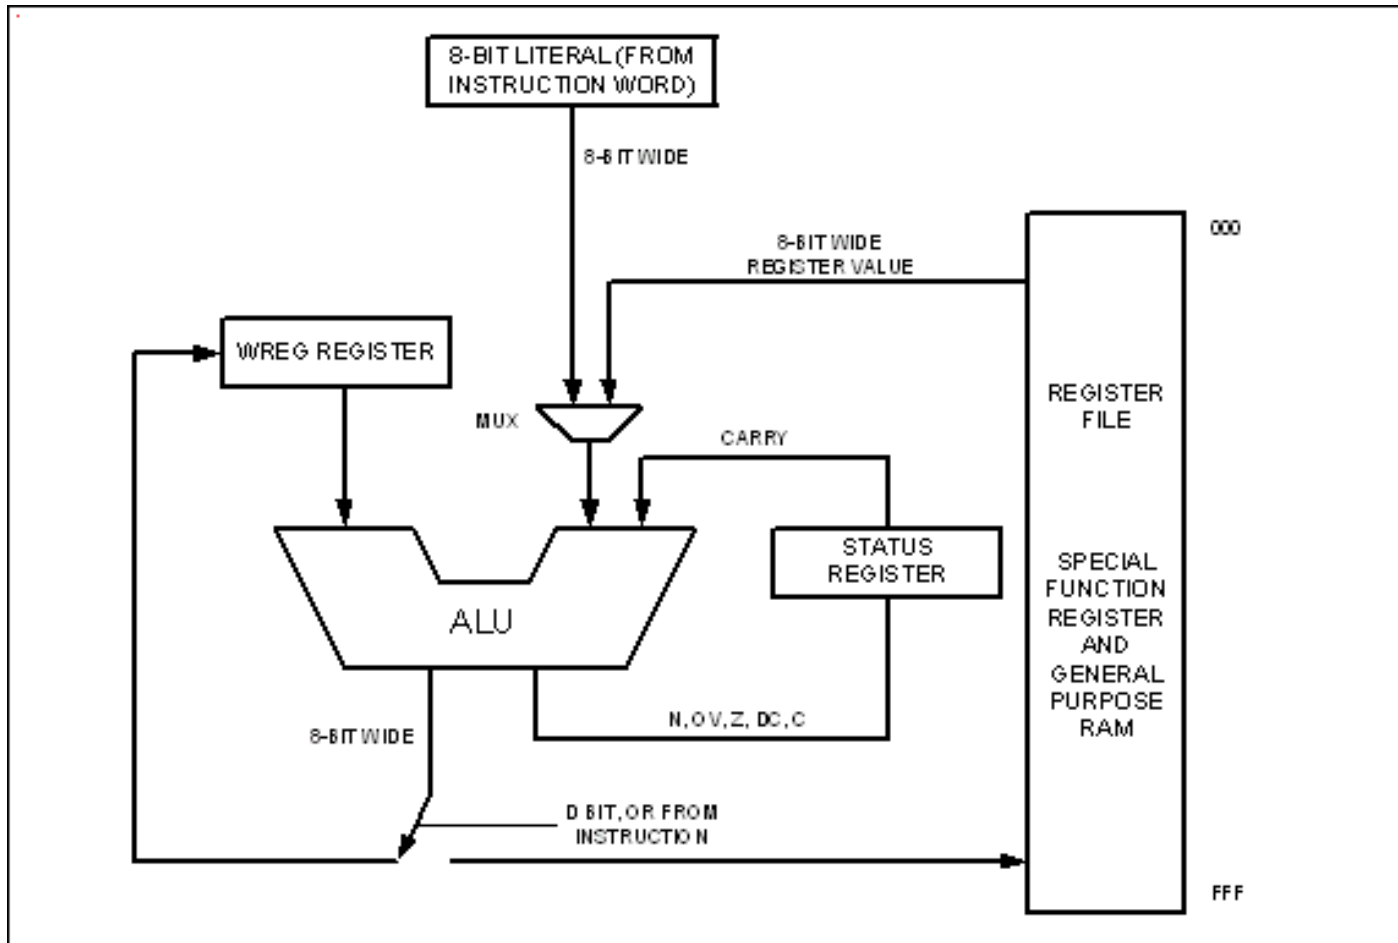 8-BIT LITERAL (FROM
INSTRUCTION WORD)
8-BIT WIDE
000
8-BIT WIDE
REGISTER VALUE
WREG REGISTER
REGISTER
FILE
MUX
CARRY
STATUS
REGISTER
SPECIAL
FUNCTION
REGISTER
AND
GENERAL
PURPOSE
RAM
ALU
N, OV, Z, DC, C
8-BIT WIDE
D BIT, OR FROM
INSTRUCTION
FFF